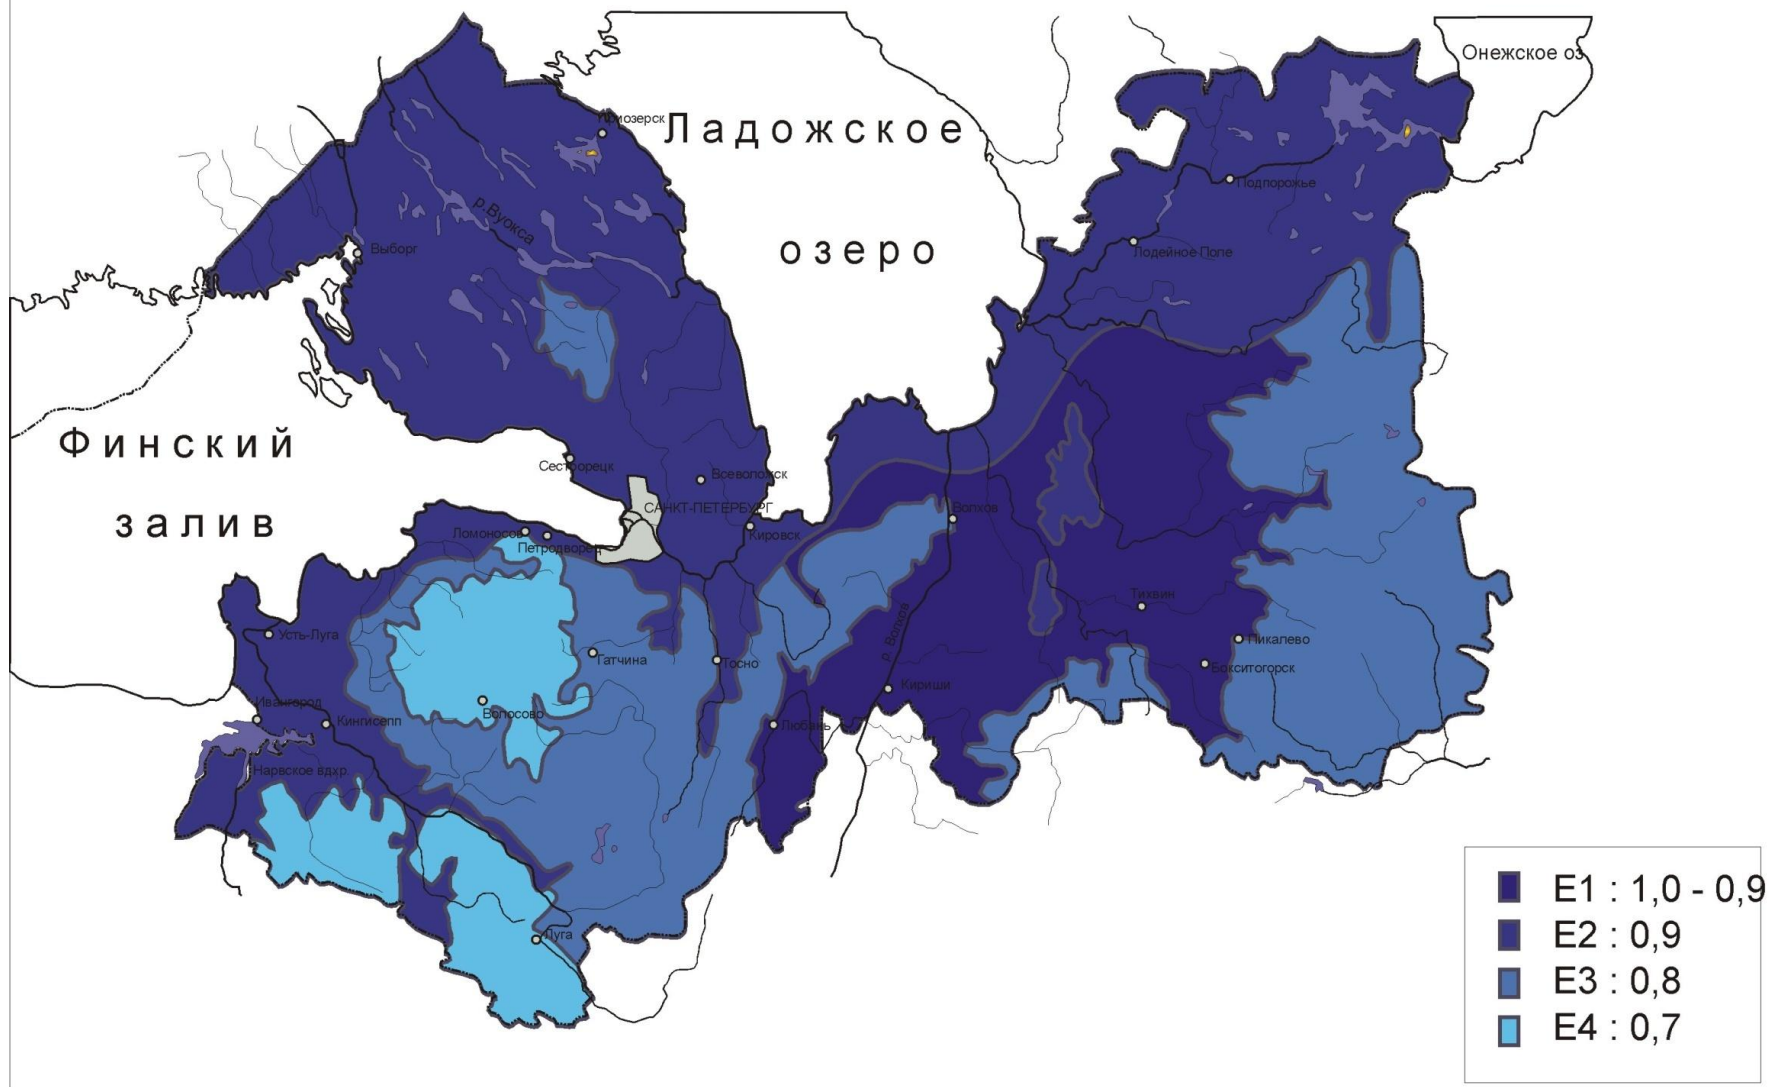 Онежское оз
Приозерск
Ладожское
озеро
Подпорожье
р.Вуокса
Выборг
Лодейное Поле
Финский
залив
Сестрорецк
Всеволожск
САНКТ-ПЕТЕРБУРГ
Волхов
Ломоносов
Кировск
Петродворец
Тихвин
р. Волхов
Усть-Луга
Пикалево
Гатчина
Тосно
Бокситогорск
Кириши
Ивангород
Волосово
Кингисепп
Любань
Нарвское вдхр.
Луга
E1 : 1,0 - 0,9
E2 : 0,9
E3 : 0,8
E4 : 0,7